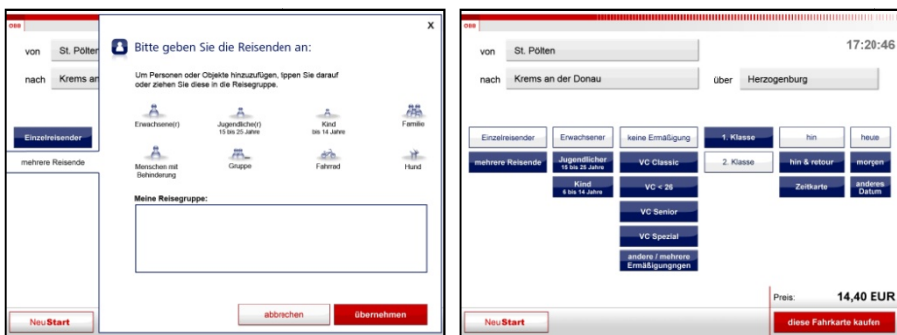 ÖBB
von St. Pölten
nach Krems an
Einzelreisender
mehrere Reisende
NeuStart
X
Bitte geben Sie die Reisenden an:
Um Personen oder Objekte hinzuzufügen, tppen Sie darauf
oder ziehen Sie diese in die Reisegruppe.
Erwachsene(r)
Jugendliche(r)
15 bis 25 Jahre
Kind
bis 14 Jahre
Familie
Menschen mit
Behinderung
Gruppe
Fahrrad
Hund
Meine Reisegruppe:
abbrechen
übernehmen
ÖBB
17:20:46
von St. Pölten
nach Krems an der Donau über Herzogenburg
Einzelreisender Erwachsener keine Ermäßigung 1. Klasse hin heute
mehrere Reisende Jugendlicher
15 bis 25 Jahre
VC Classic 2. Klasse hin & retour morgen
Kind
6 bis 14 Jahre
VC < 26 Zeitkarte anderes
Datum
VC Senior
VC Spezial
andere / mehrere
Ermäßigungngen
Preis: 14,40 EUR
NeuStart diese Fahrkarte kaufen